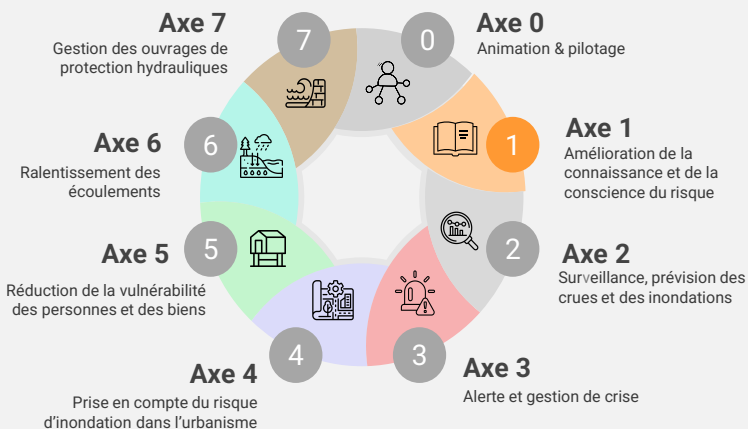 0
Axe 0
Animation & pilotage
1
Axe 1
Amélioration de la
connaissance et de la
conscience du risque
2
Axe 2
Surveillance, prévision des
crues et des inondations
3
Axe 3
Alerte et gestion de crise
4
Axe 4
Prise en compte du risque
d'inondation dans l'urbanisme
5
Axe 5
Réduction de la vulnérabilité
des personnes et des biens
6
Axe 6
Ralentissement des
écoulements
7
Axe 7
Gestion des ouvrages de
protection hydrauliques